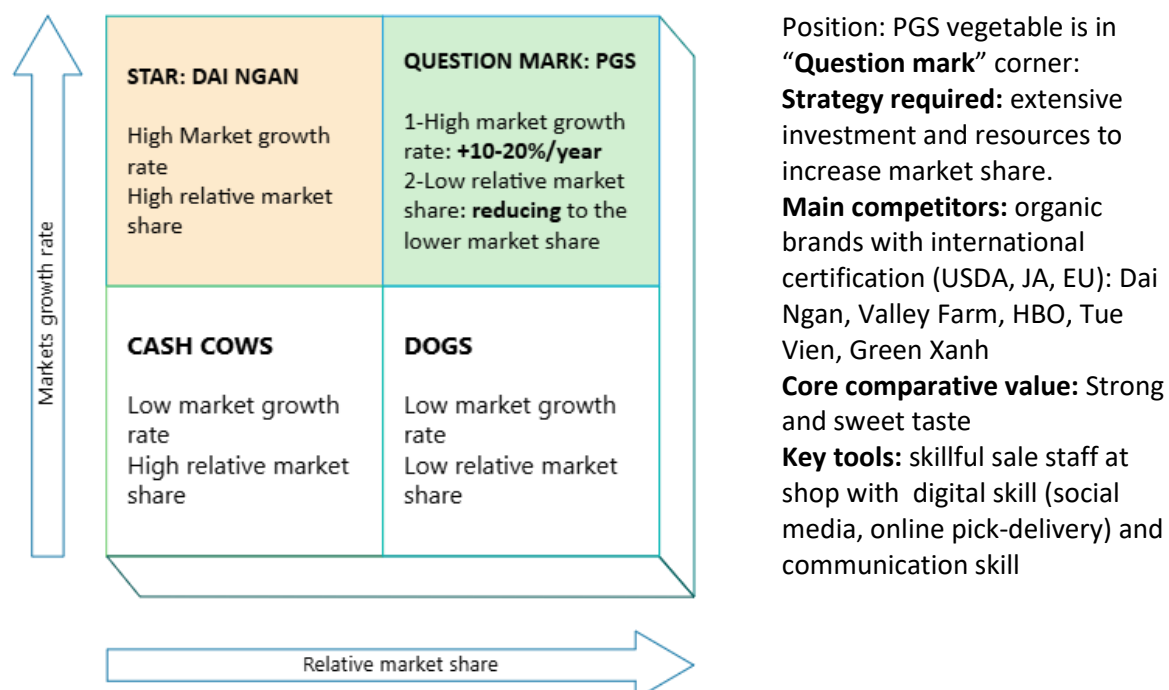 STAR: DAI NGAN
High Market growth
rate
High relative market
share
QUESTION MARK: PGS
1-High market growth
rate: +10-20%/year
2-Low relative market
share: reducing to the
lower market share
CASH COWS
Low market growth
rate
High relative market
share
DOGS
Low market growth
rate
Low relative market
share
Markets growth rate
Relative market share
Position: PGS vegetable is in
“Question mark” corner:
Strategy required: extensive
investment and resources to
increase market share.
Main competitors: organic
brands with international
certification (USDA, JA, EU): Dai
Ngan, Valley Farm, HBO, Tue
Vien, Green Xanh
Core comparative value: Strong
and sweet taste
Key tools: skillful sale staff at
shop with  digital skill (social
media, online pick-delivery) and
communication skill